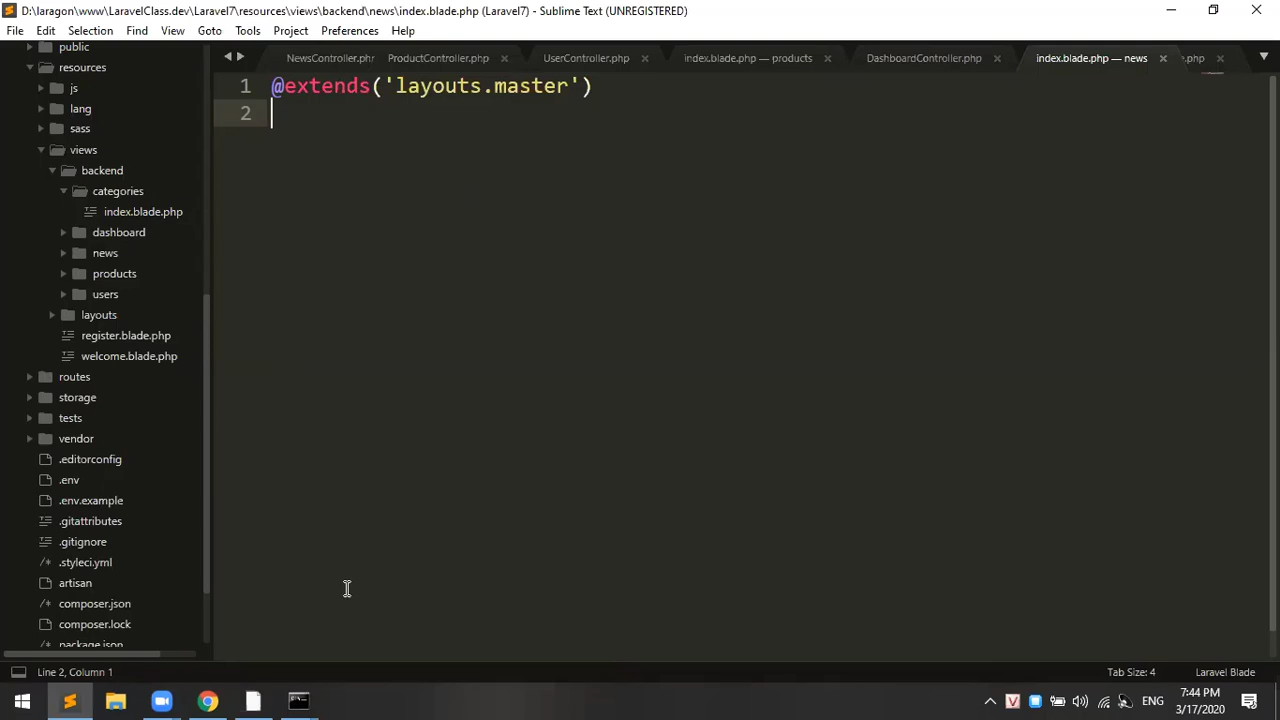 D:\laragon\www\LaravelClass.dev\Laravel7\resources\views\backend\news\index.blade.php (Laravel7) - Sublime Text (UNREGISTERED)
File Edit Selection Find View Goto Tools Project Preferences Help
NewsController.php ProductController.php UserController.php index.blade.php — products DashboardController.php index.blade.php — news .php
public
resources
js
lang
sass
views
backend
categories
index.blade.php
dashboard
news
products
users
layouts
register.blade.php
welcome.blade.php
routes
storage
tests
vendor
.editorconfig
.env
.env.example
.gitattributes
.gitignore
.styleci.yml
artisan
composer.json
composer.lock
package.json
1 @extends('layouts.master')
2
Line 2, Column 1 Tab Size: 4 Laravel Blade
ENG
7:44 PM
3/17/2020